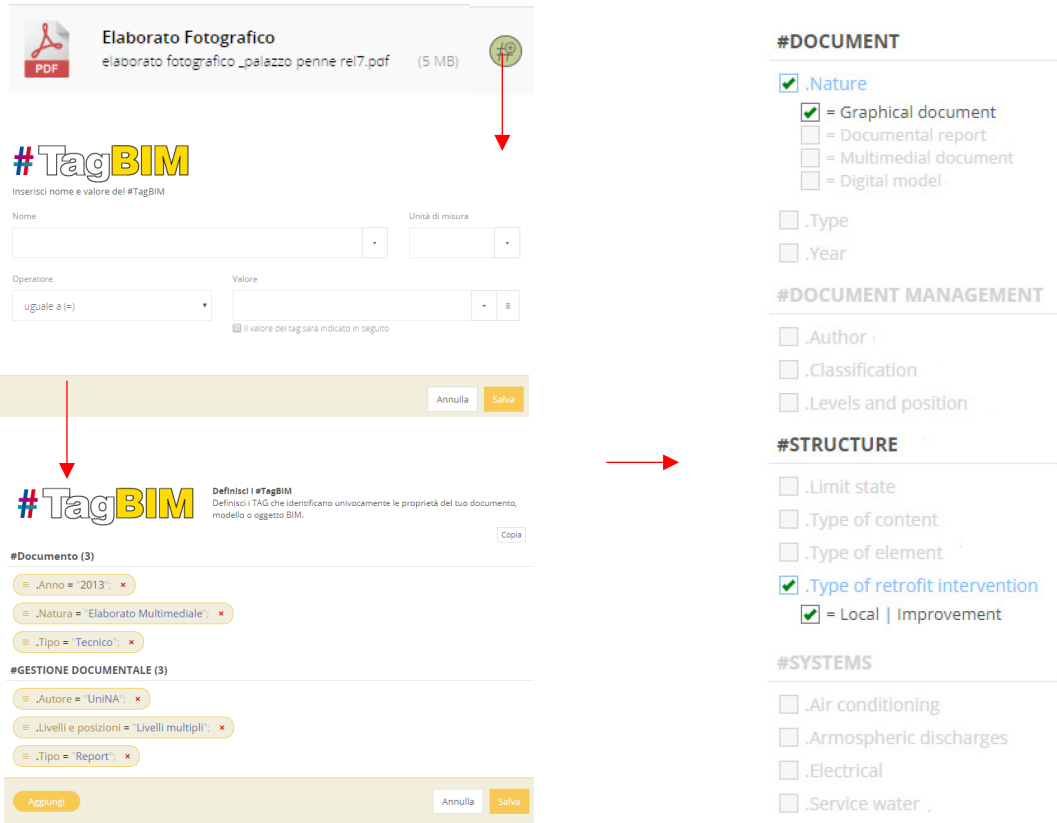 PDF
Elaborato Fotografico
elaborato fotografico _palazzo penne rel7.pdf (5 MB)
#
#TagBIM
Inserisci nome e valore del #TagBIM
Nome Unità di misura
Operatore Valore
uguale a (=)
il valore del tag sarà indicato in seguito
Annulla Salva
#TagBIM
Definisci i #TagBIM
Definisci i TAG che identificano univocamente le proprietà del tuo documento,
modello o oggetto BIM.
Copia
#Documento (3)
.Anno = "2013"; ×
.Natura = "Elaborato Multimediale"; ×
.Tipo = "Tecnico"; ×
#GESTIONE DOCUMENTALE (3)
.Autore = "UniNA"; ×
.Livelli e posizioni = "Livelli multipli"; ×
.Tipo = "Report"; ×
Aggiungi Annulla Salva
#DOCUMENT
.Nature
= Graphical document
= Documental report
= Multimedial document
= Digital model
.Type
.Year
#DOCUMENT MANAGEMENT
.Author
.Classification
.Levels and position
#STRUCTURE
.Limit state
.Type of content
.Type of element
.Type of retrofit intervention
= Local | Improvement
#SYSTEMS
.Air conditioning
.Armospheric discharges
.Electrical
.Service water